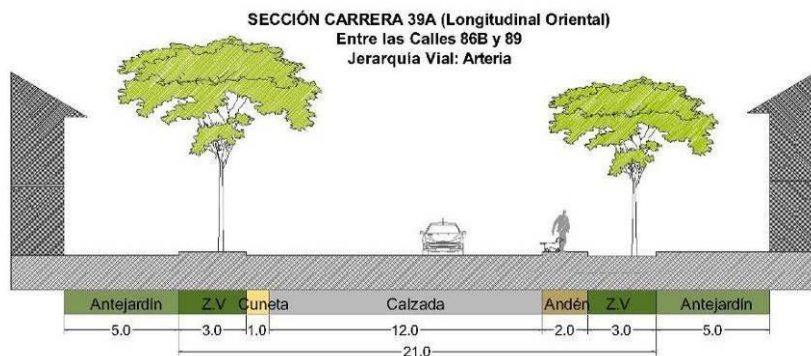 SECCIÓN CARRERA 39A (Longitudinal Oriental)
Entre las Calles 86B y 89
Jerarquía Vial: Arteria
Antejardín Z.V Cuneta Calzada Andén Z.V Antejardín
5.0 3.0 1.0 12.0 2.0 3.0 5.0
21.0